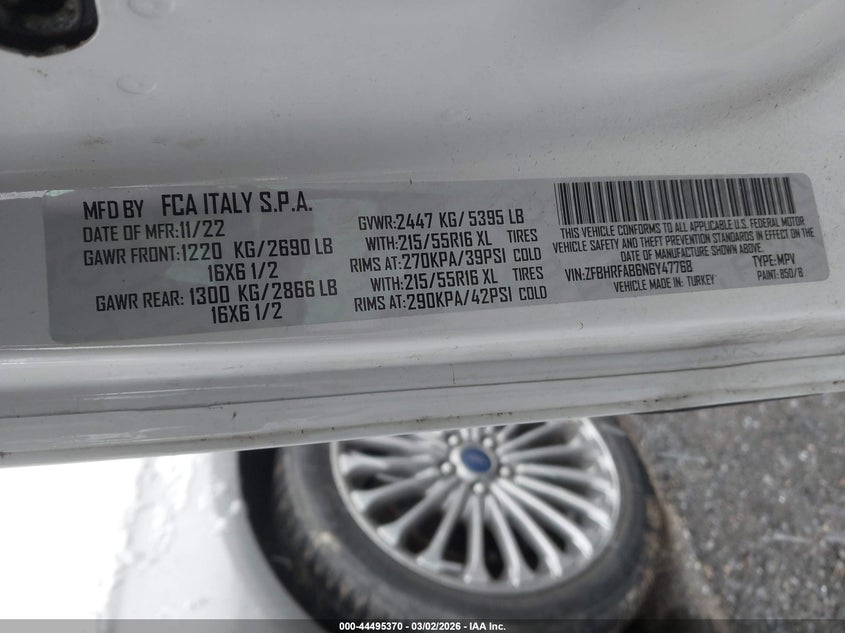 MFD BY FCA ITALY S.P.A.
DATE OF MFR:11/22
GAWR FRONT:1220 KG/2690 LB
16X6 1/2
GAWR REAR:1300 KG/2866 LB
16X6 1/2
GVWR:2447 KG/5395 LB
WITH:215/55R16 XL TIRES
RIMS AT:270KPA/39PSI COLD
WITH:215/55R16 XL TIRES
RIMS AT:290KPA/42PSI COLD
THIS VEHICLE CONFORMS TO ALL APPLICABLE U.S. FEDERAL MOTOR
VEHICLE SAFETY AND THEFT PREVENTION STANDARDS IN EFFECT ON THE
DATE OF MANUFACTURE SHOWN ABOVE.
VIN:ZFBHRFAB6N6Y47768 TYPE:MPV
VEHICLE MADE IN: TURKEY PAINT:850/B
000-44495370 | 03/02/2026 - IAA Inc.